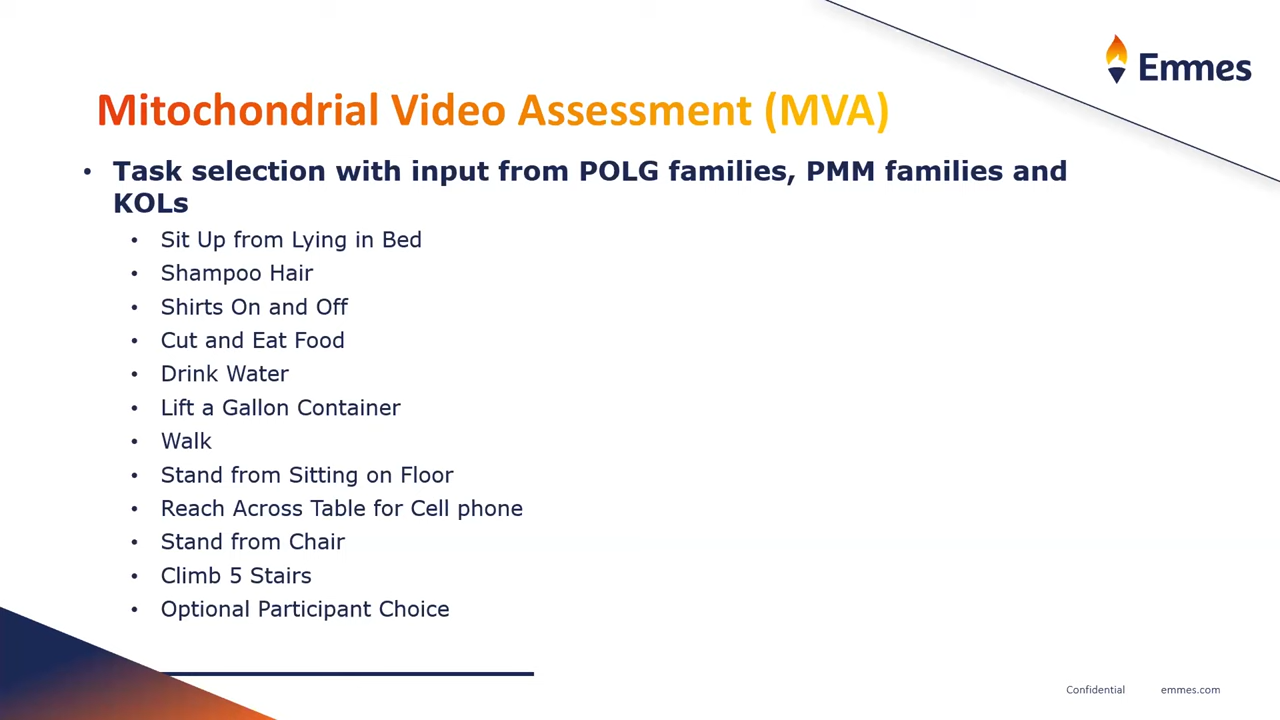 Emmes
Mitochondrial Video Assessment (MVA)
• Task selection with input from POLG families, PMM families and
KOLs
• Sit Up from Lying in Bed
• Shampoo Hair
• Shirts On and Off
• Cut and Eat Food
• Drink Water
• Lift a Gallon Container
• Walk
• Stand from Sitting on Floor
• Reach Across Table for Cell phone
• Stand from Chair
• Climb 5 Stairs
• Optional Participant Choice
Confidential emmes.com